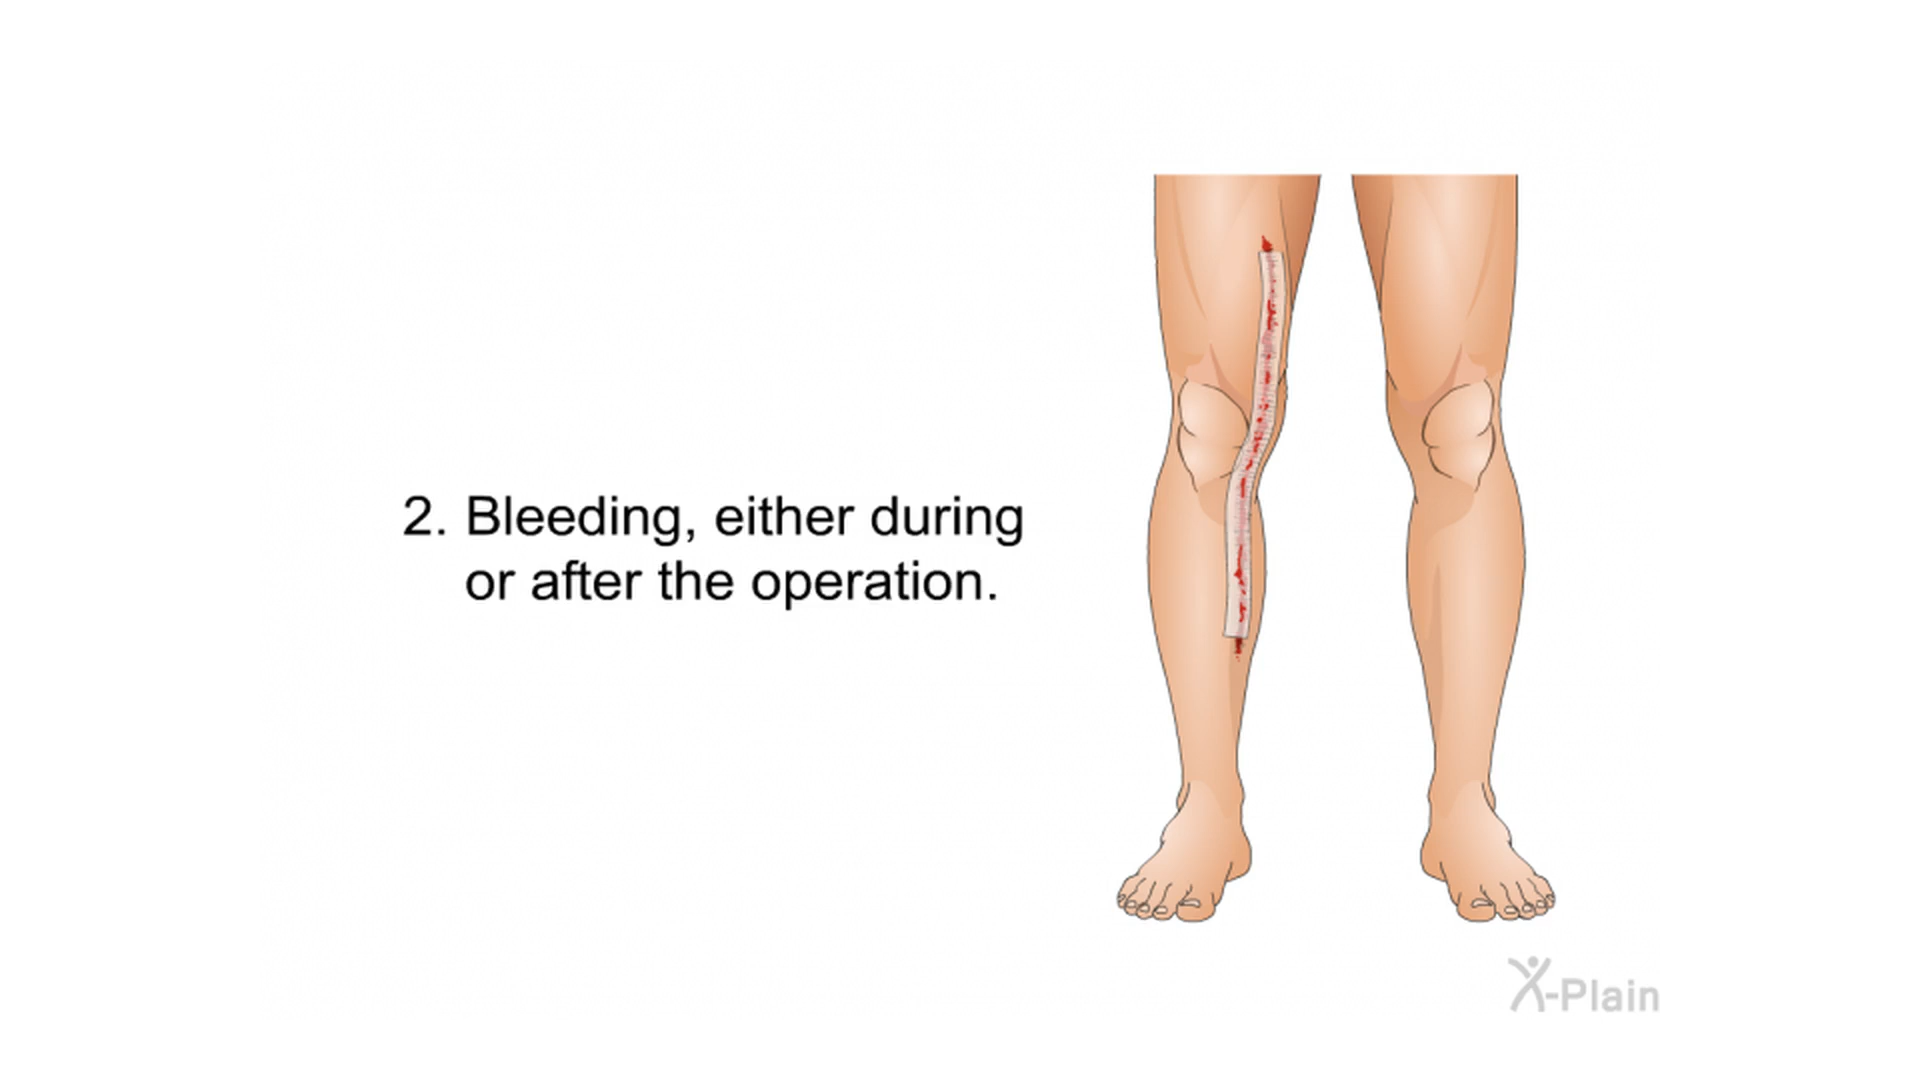 2. Bleeding, either during
or after the operation.
X-Plain